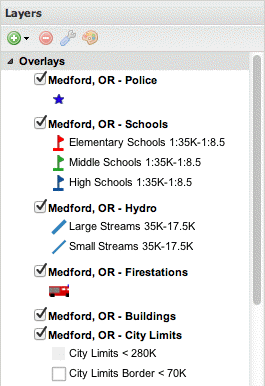 Layers
Overlays
Medford, OR - Police
Medford, OR - Schools
Elementary Schools 1:35K-1:8.5
Middle Schools 1:35K-1:8.5
High Schools 1:35K-1:8.5
Medford, OR - Hydro
Large Streams 35K-17.5K
Small Streams 35K-17.5K
Medford, OR - Firestations
Medford, OR - Buildings
Medford, OR - City Limits
City Limits < 280K
City Limits Border < 70K